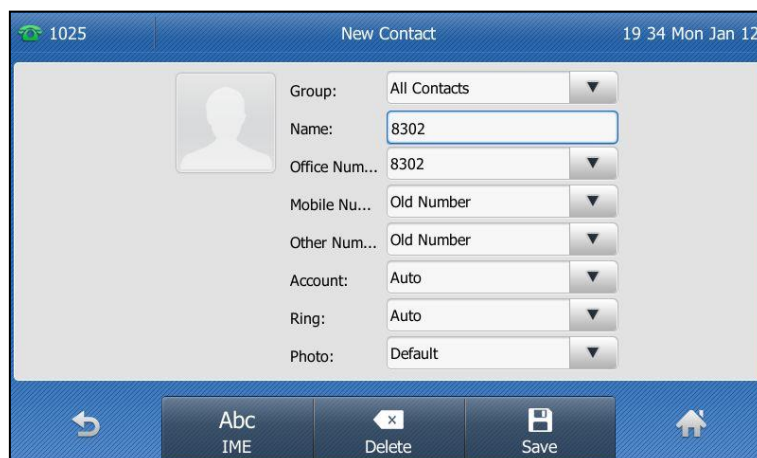 1025 New Contact 19 34 Mon Jan 12
Group: All Contacts
Name: 8302
Office Num... 8302
Mobile Nu... Old Number
Other Num... Old Number
Account: Auto
Ring: Auto
Photo: Default
Abc
IME Delete Save